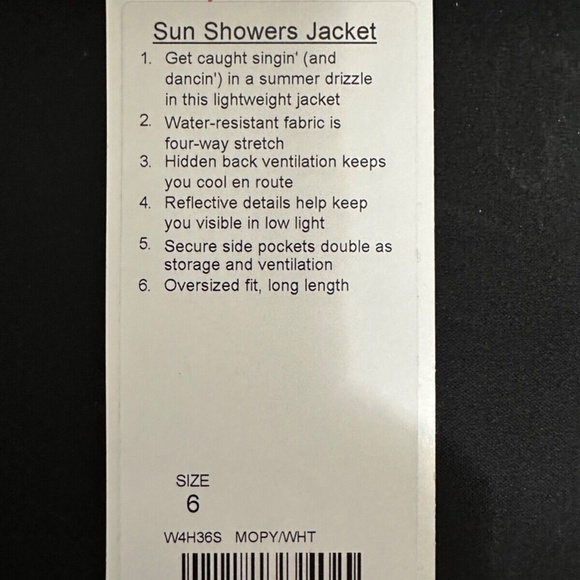 Sun Showers Jacket
1. Get caught singin' (and
dancin') in a summer drizzle
in this lightweight jacket
2. Water-resistant fabric is
four-way stretch
3. Hidden back ventilation keeps
you cool en route
4. Reflective details help keep
you visible in low light
5. Secure side pockets double as
storage and ventilation
6. Oversized fit, long length
SIZE
6
W4H36S MOPY/WHT